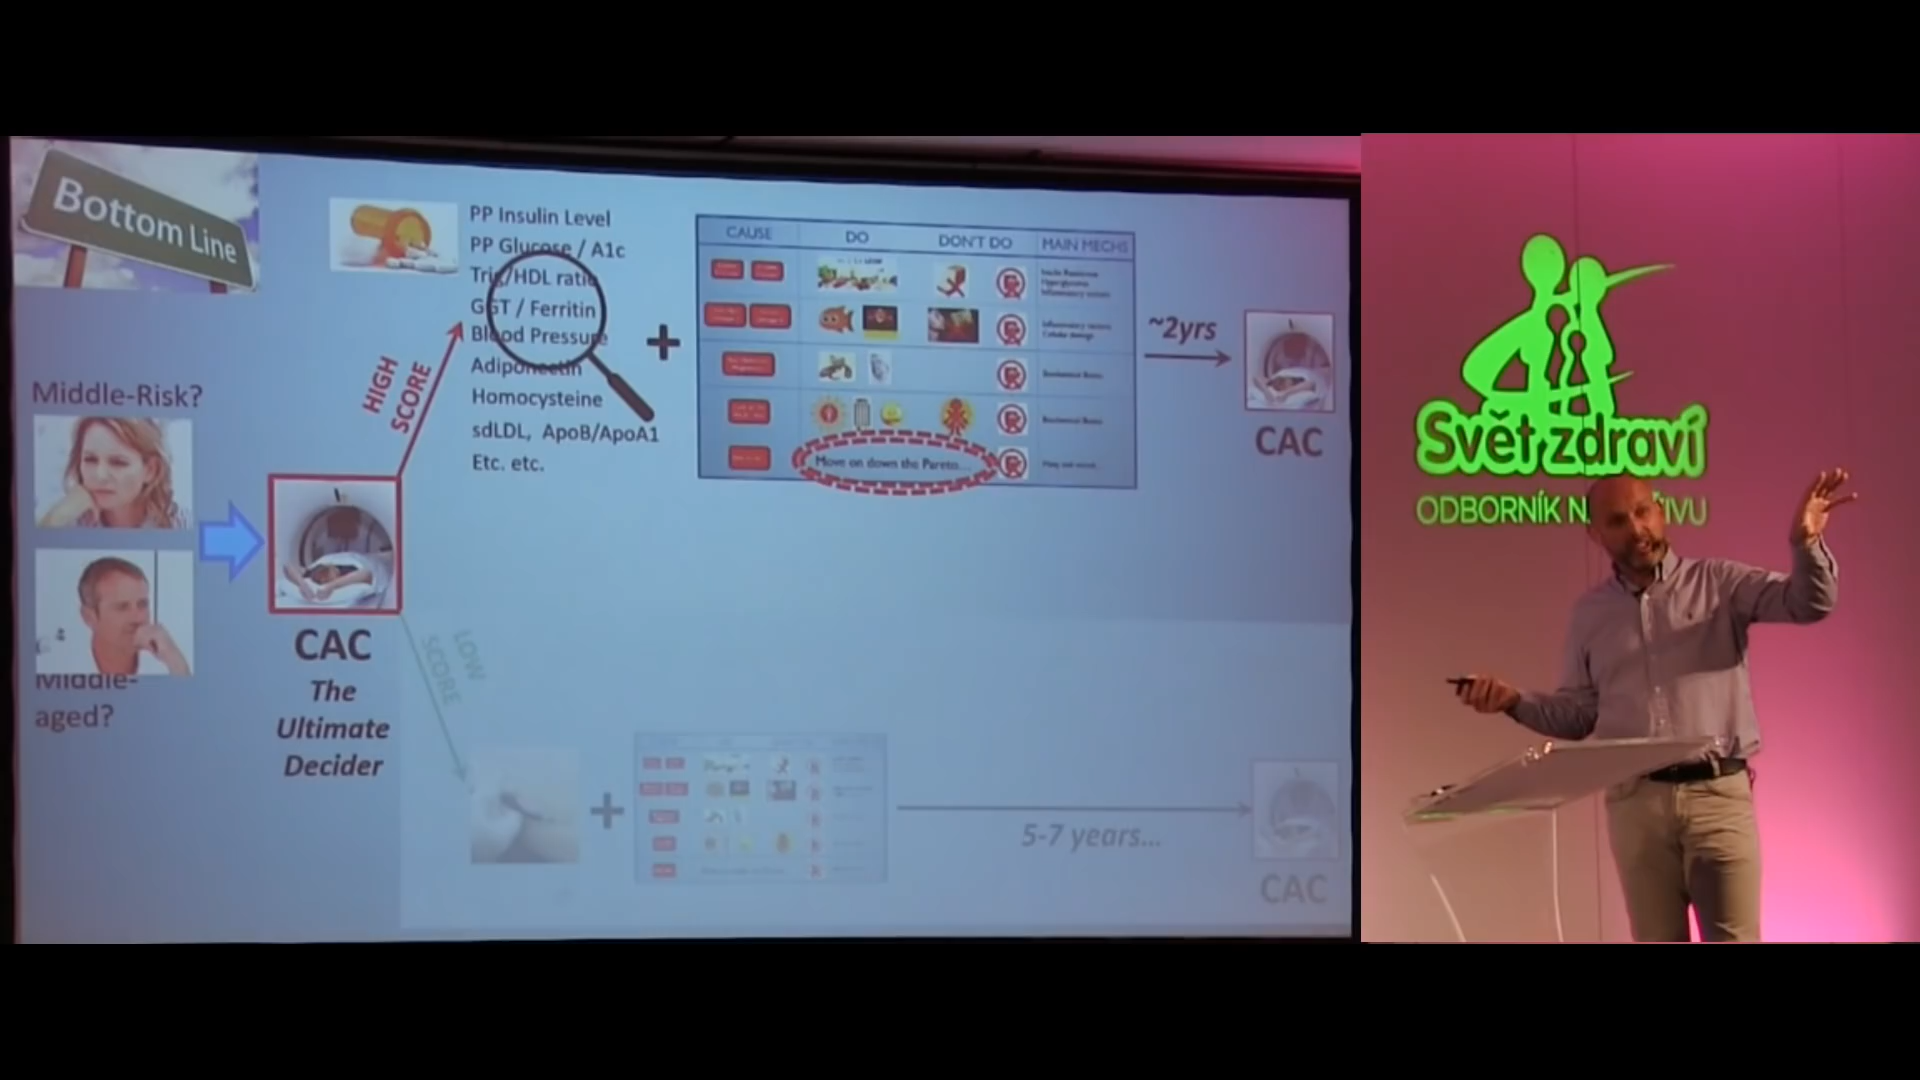 Bottom Line
PP Insulin Level
PP Glucose / A1c
Trig/HDL ratio
GGT / Ferritin
Blood Pressure
Adiponectin
Homocysteine
sdLDL, ApoB/ApoA1
Etc. etc.
CAUSE
DO
DON'T DO
MAIN MECHS
Move on down the Pareto...
~2yrs
CAC
HIGH
SCORE
Middle-Risk?
Middle-
aged?
CAC
The
Ultimate
Decider
LOW
SCORE
5-7 years...
CAC
Svět zdraví
ODBORNÍK N